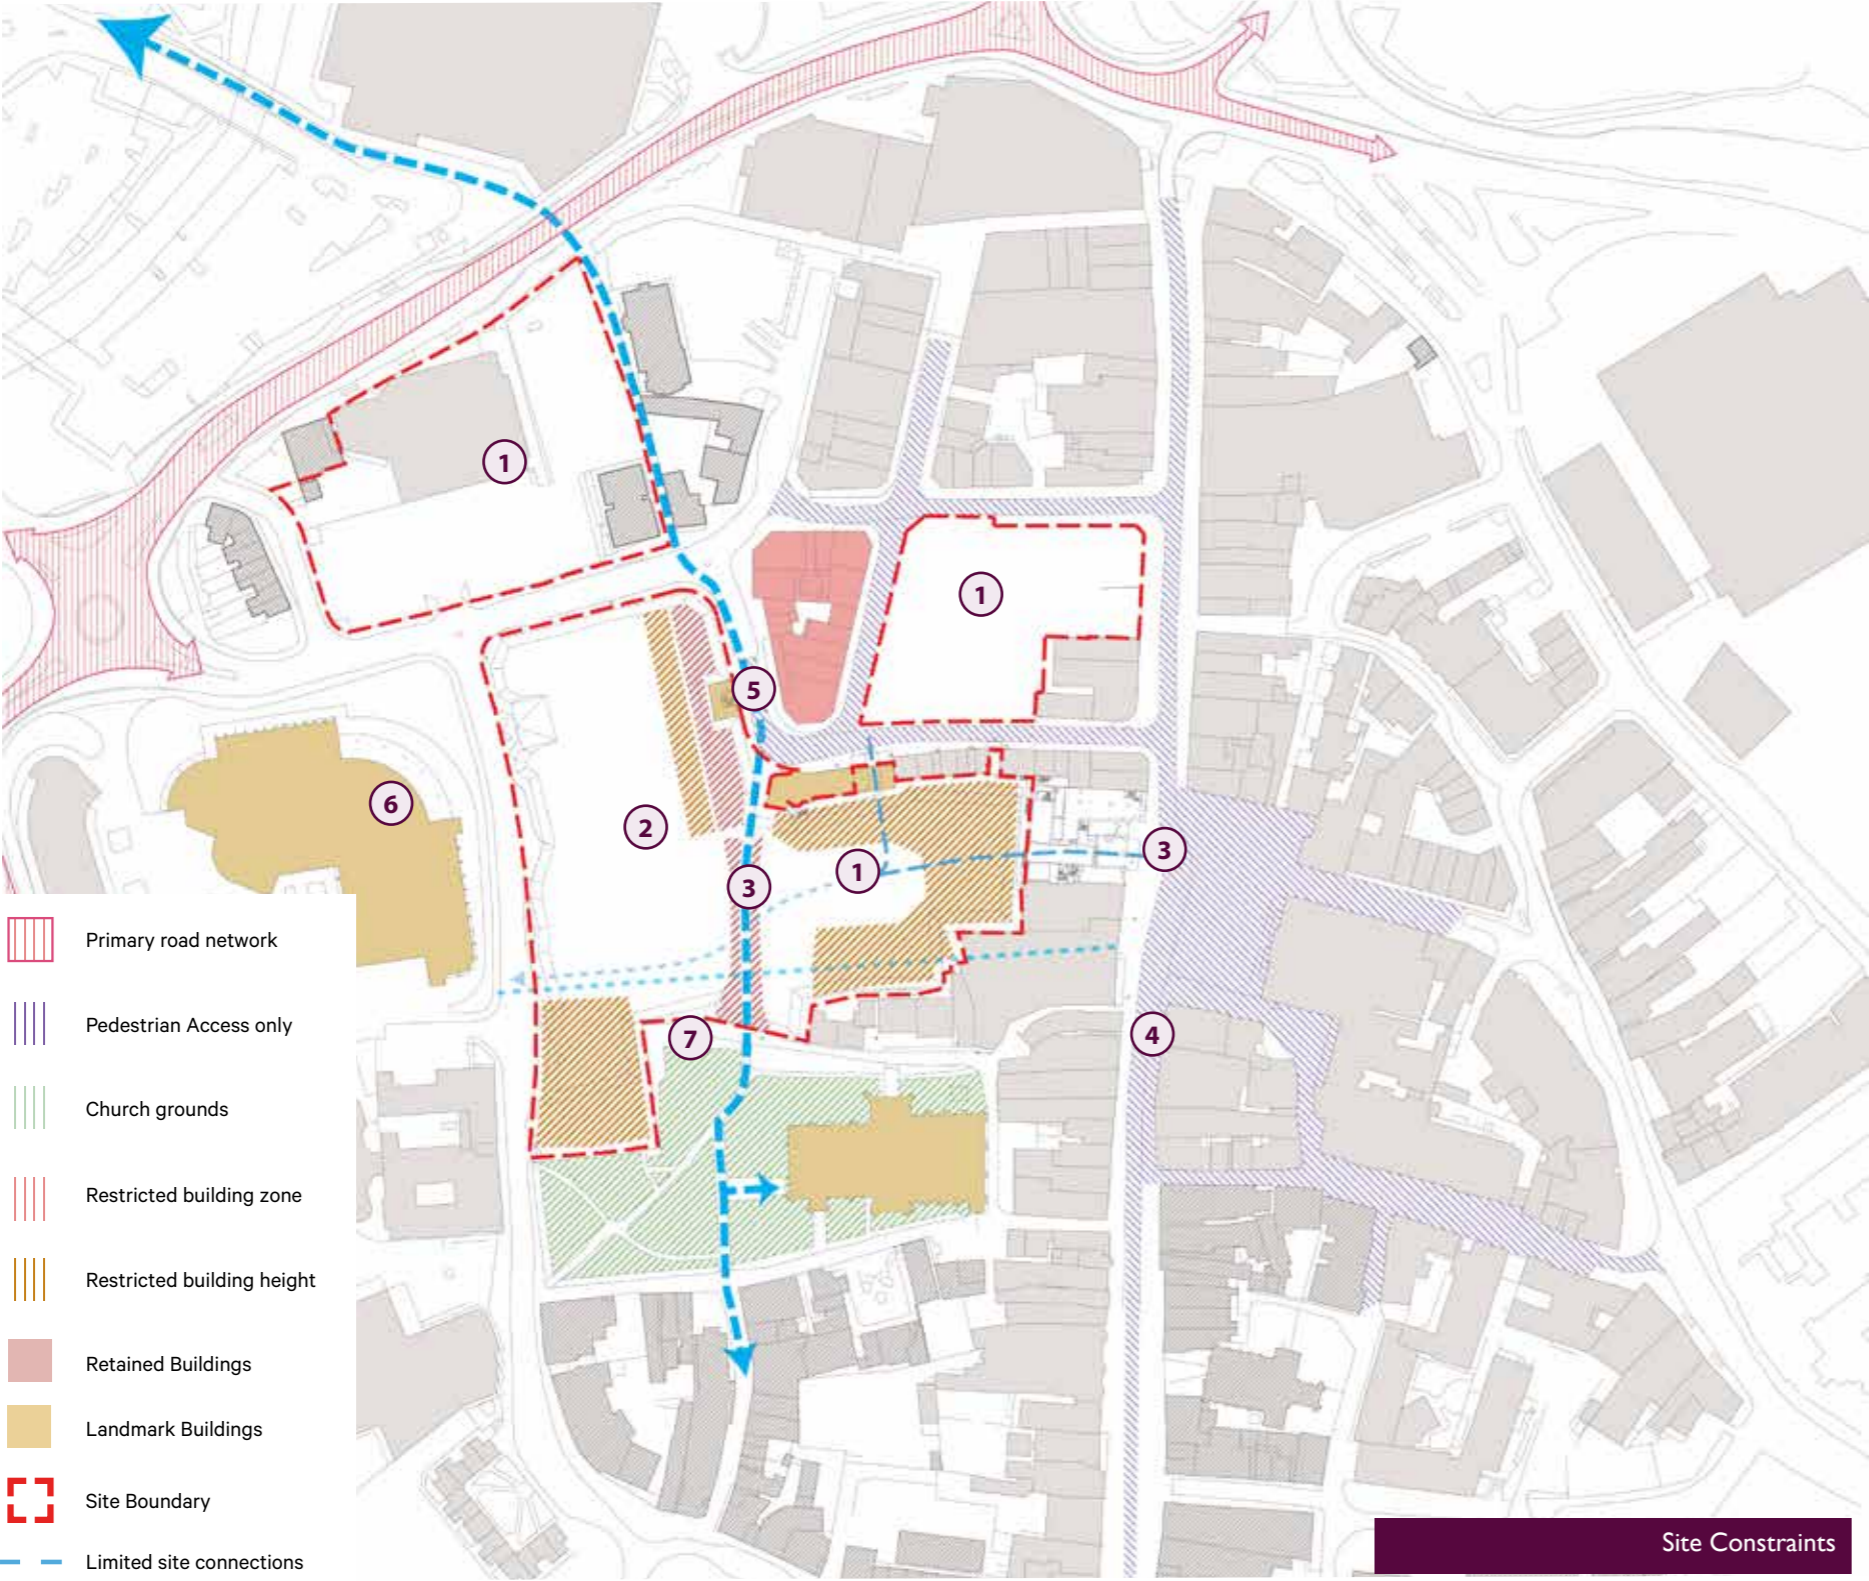 1
1
5
6
2
1
3
3
7
4
Primary road network
Pedestrian Access only
Church grounds
Restricted building zone
Restricted building height
Retained Buildings
Landmark Buildings
Site Boundary
Limited site connections
Site Constraints